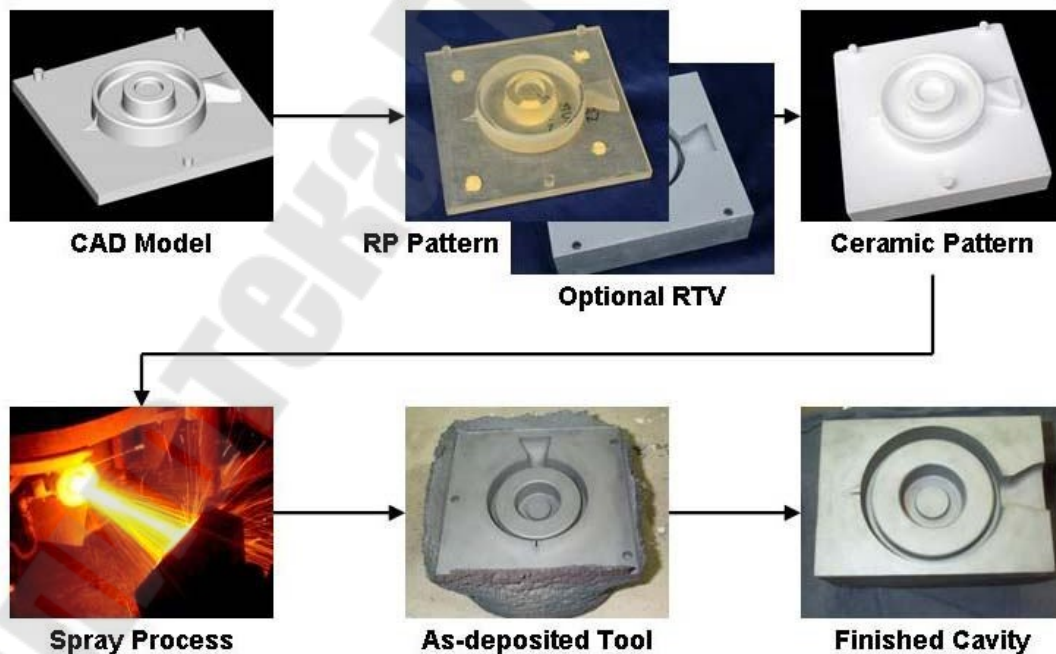 CAD Model
RP Pattern
Optional RTV
Ceramic Pattern
Spray Process
As-deposited Tool
Finished Cavity